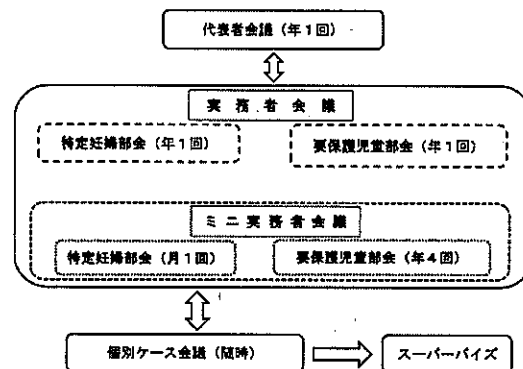 代表者会議（年１回）
実務者会議
特定妊婦部会（年１回）
要保護児童部会（年１回）
ミニ実務者会議
特定妊婦部会（月１回）
要保護児童部会（年４回）
個別ケース会議（随時）
スーパーバイズ